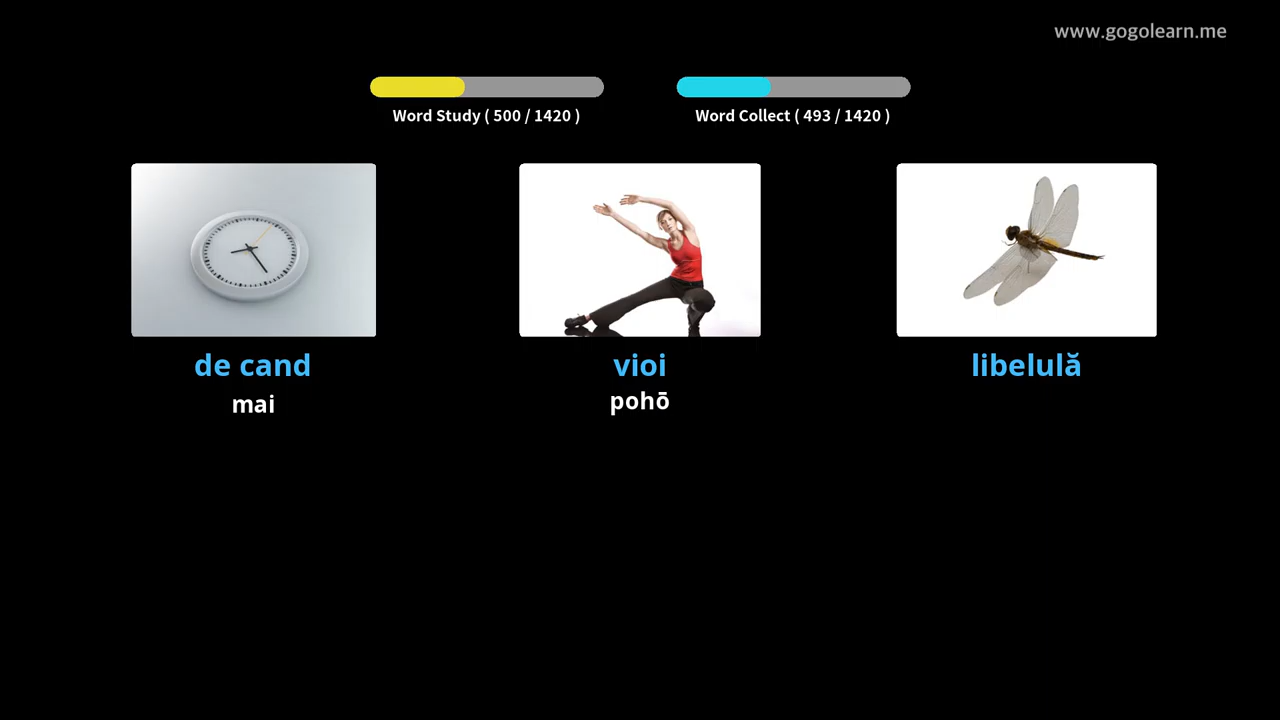 www.gogolearn.me
Word Study ( 500 / 1420 )
Word Collect ( 493 / 1420 )
de cand
mai
vioi
pohō
libelulă